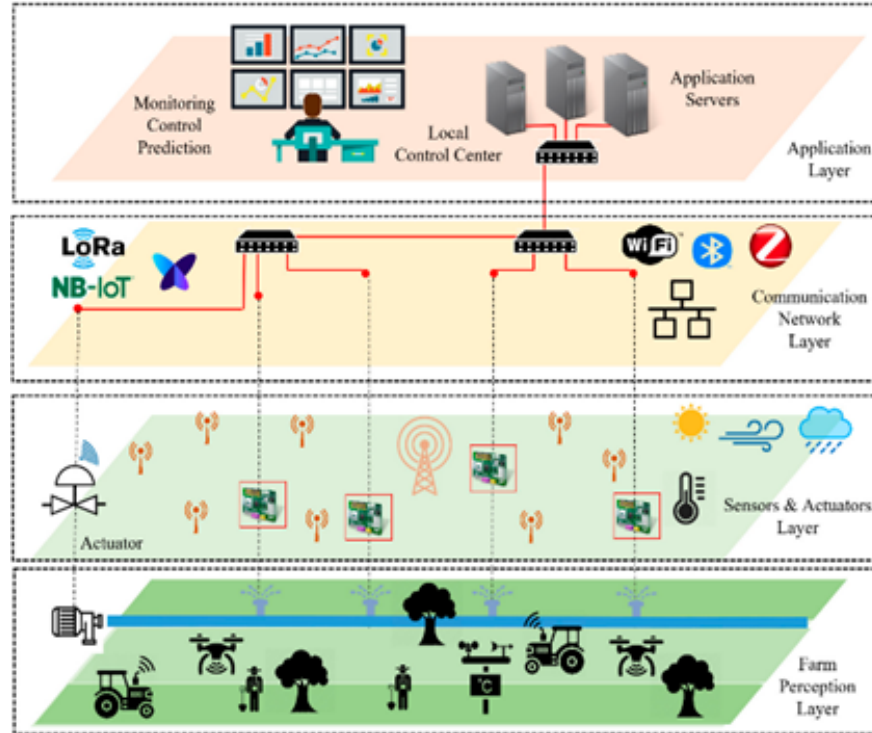 Monitoring
Control
Prediction
Local
Control Center
Application
Servers
Application
Layer
LoRa
NB-IoT
WiFi
Communication
Network
Layer
Actuator
Sensors & Actuators
Layer
°C
Farm
Perception
Layer